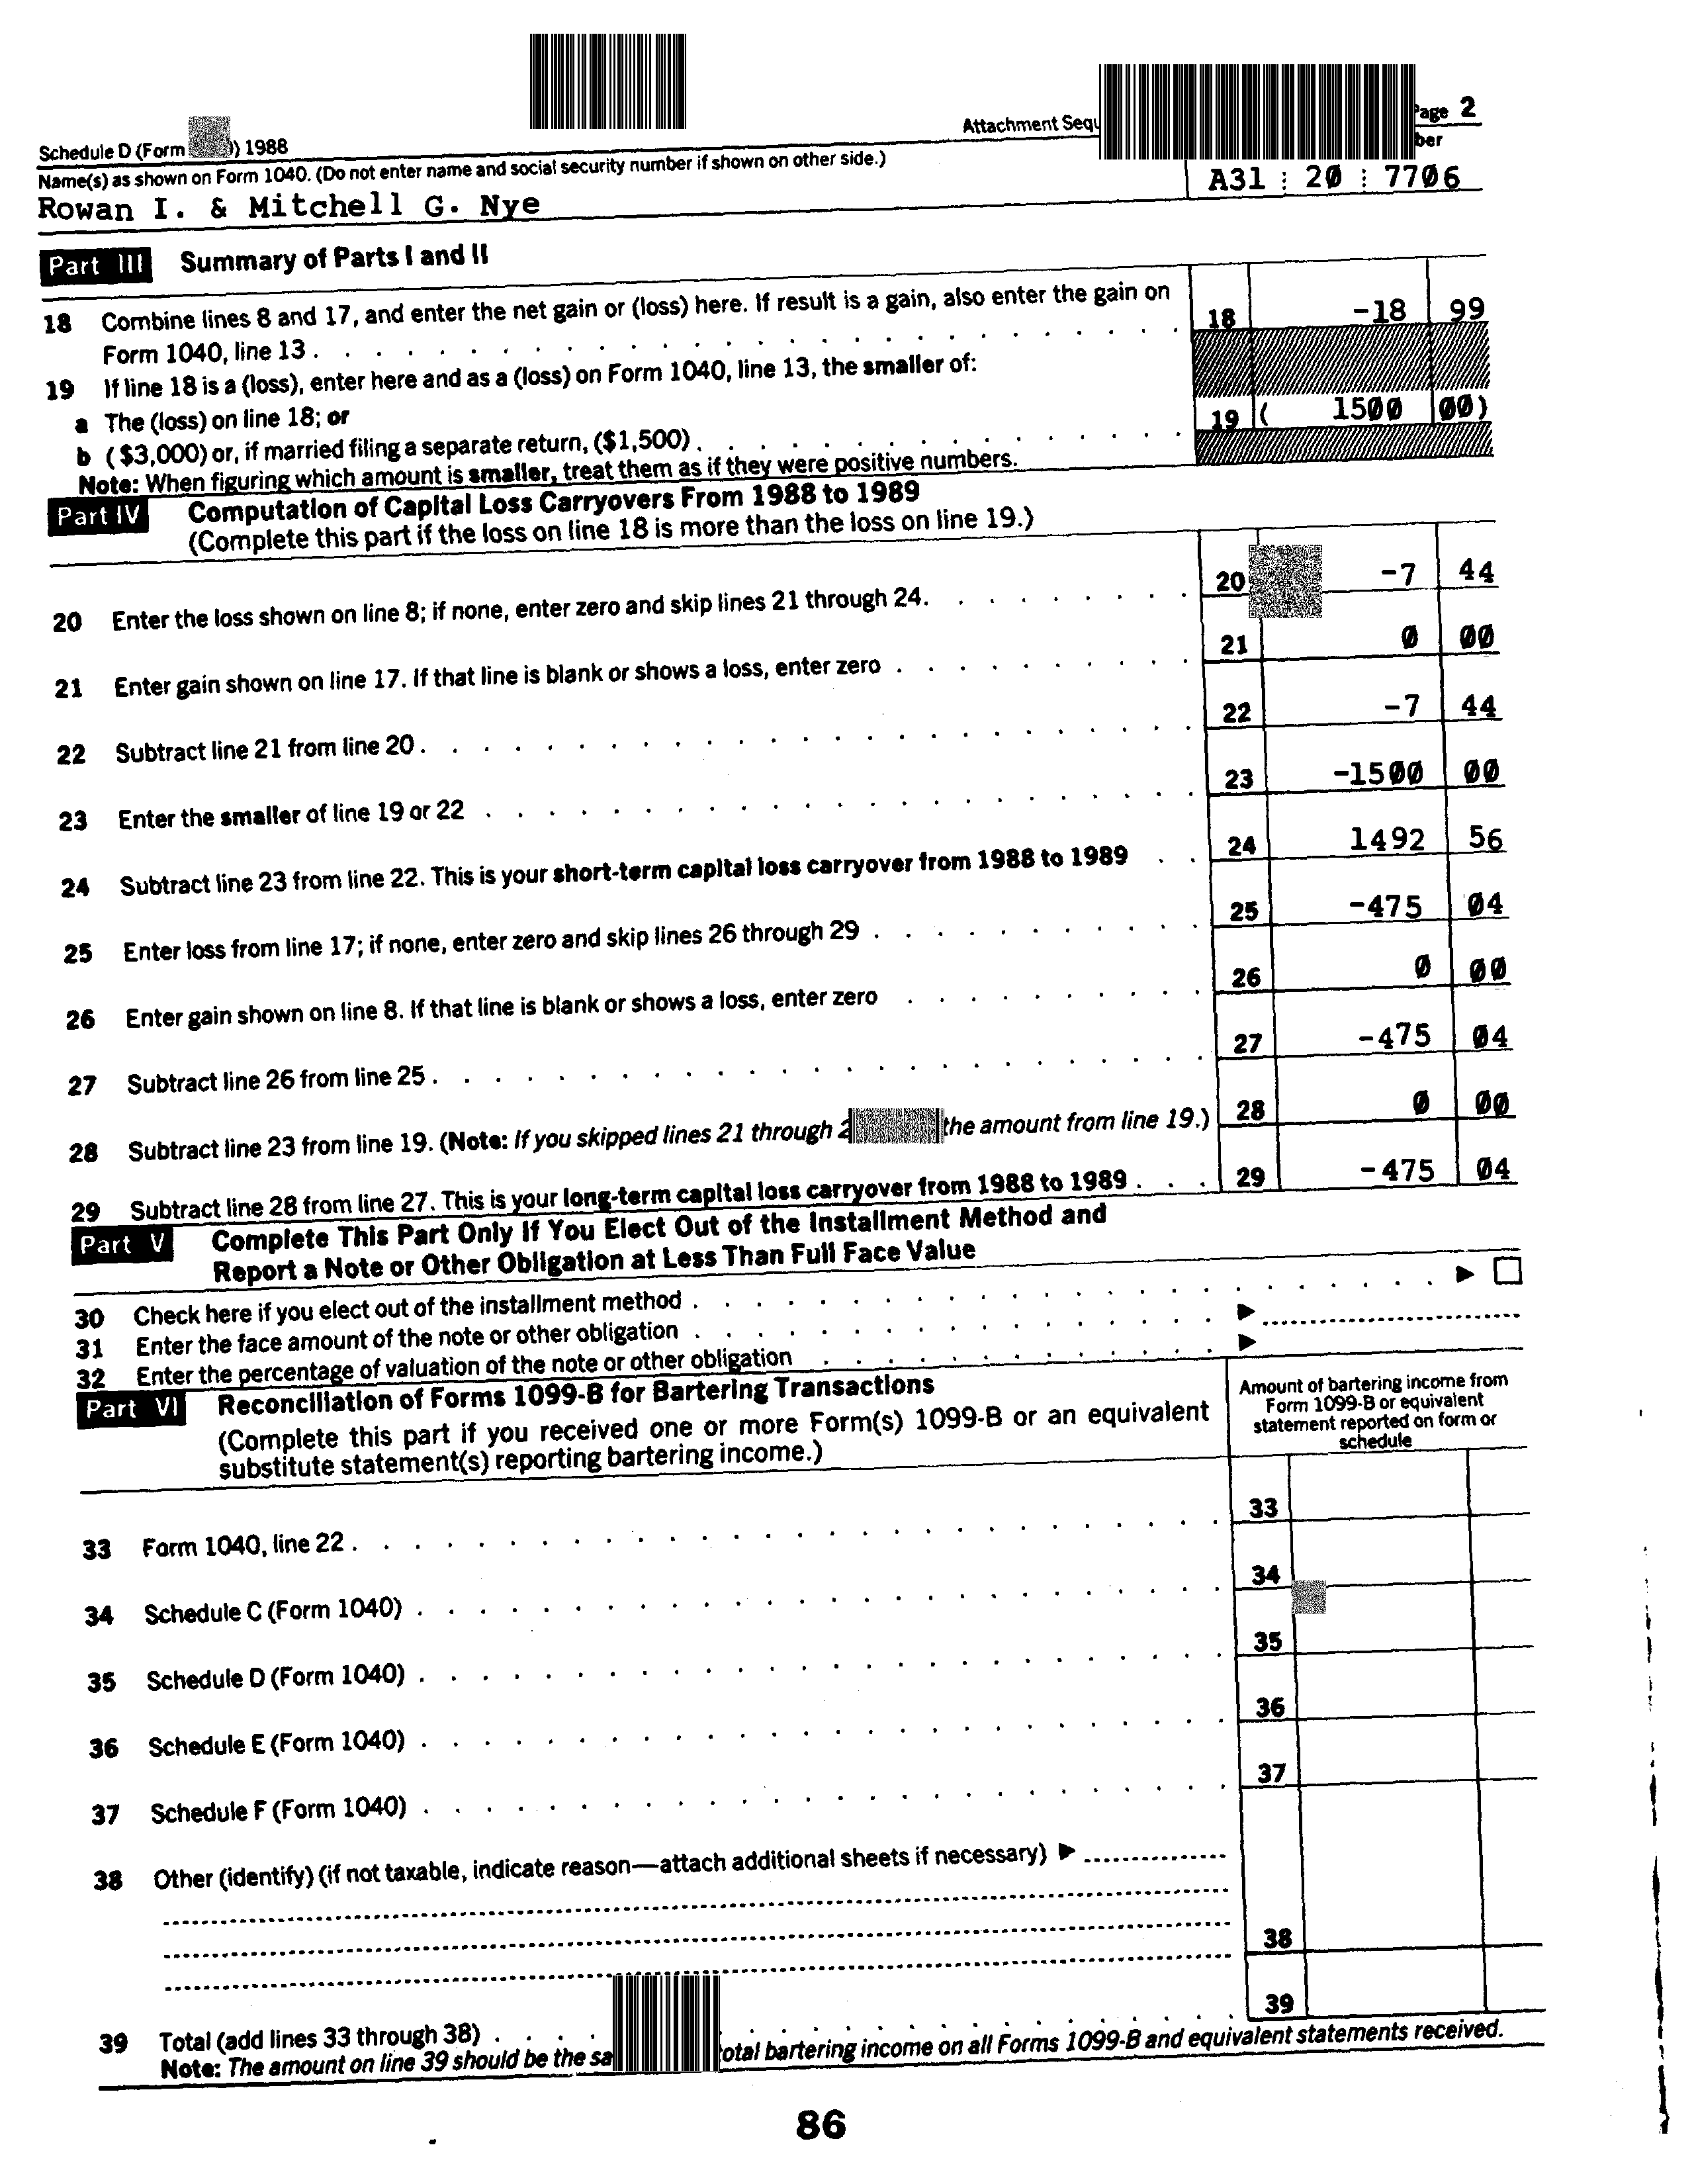 Schedule D (Form ) 1988
Attachment Page 2
Name(s) as shown on Form 1040. (Do not enter name and social security number if shown on other side.)
Rowan I. & Mitchell G. Nye
A31 20 7706
Part III Summary of Parts I and II
18 Combine lines 8 and 17, and enter the net gain or (loss) here. If result is a gain, also enter the gain on
Form 1040, line 13 . . . . 18 -18 99
19 If line 18 is a (loss), enter here and as a (loss) on Form 1040, line 13, the smaller of:
a The (loss) on line 18; or
b ($3,000) or, if married filing a separate return, ($1,500) . . . . 19 ( 1500 00)
Note: When figuring which amount is smaller, treat them as if they were positive numbers.
Part IV Computation of Capital Loss Carryovers From 1988 to 1989
(Complete this part if the loss on line 18 is more than the loss on line 19.)
20 Enter the loss shown on line 8; if none, enter zero and skip lines 21 through 24. . . . 20 -7 44
21 Enter gain shown on line 17. If that line is blank or shows a loss, enter zero . . . . 21 0 00
22 Subtract line 21 from line 20 . . . . 22 -7 44
23 Enter the smaller of line 19 or 22 . . . . 23 -1500 00
24 Subtract line 23 from line 22. This is your short-term capital loss carryover from 1988 to 1989 . . 24 1492 56
25 Enter loss from line 17; if none, enter zero and skip lines 26 through 29 . . . . 25 -475 04
26 Enter gain shown on line 8. If that line is blank or shows a loss, enter zero . . . . 26 0 00
27 Subtract line 26 from line 25 . . . . 27 -475 04
28 Subtract line 23 from line 19. (Note: If you skipped lines 21 through the amount from line 19.) 28 0 00
29 Subtract line 28 from line 27. This is your long-term capital loss carryover from 1988 to 1989 . . . 29 -475 04
Part V Complete This Part Only If You Elect Out of the Installment Method and
Report a Note or Other Obligation at Less Than Full Face Value
30 Check here if you elect out of the installment method . . . . ▶ ☐
31 Enter the face amount of the note or other obligation . . . . ▶
32 Enter the percentage of valuation of the note or other obligation . . . . ▶
Part VI Reconciliation of Forms 1099-B for Bartering Transactions
(Complete this part if you received one or more Form(s) 1099-B or an equivalent
substitute statement(s) reporting bartering income.)
Amount of bartering income from
Form 1099-B or equivalent
statement reported on form or
schedule
33 Form 1040, line 22 . . . . 33
34 Schedule C (Form 1040) . . . . 34
35 Schedule D (Form 1040) . . . . 35
36 Schedule E (Form 1040) . . . . 36
37 Schedule F (Form 1040) . . . . 37
38 Other (identify) (if not taxable, indicate reason—attach additional sheets if necessary) ▶ 38
39 Total (add lines 33 through 38) . . . . 39
Note: The amount on line 39 should be the bartering income on all Forms 1099-B and equivalent statements received.
86